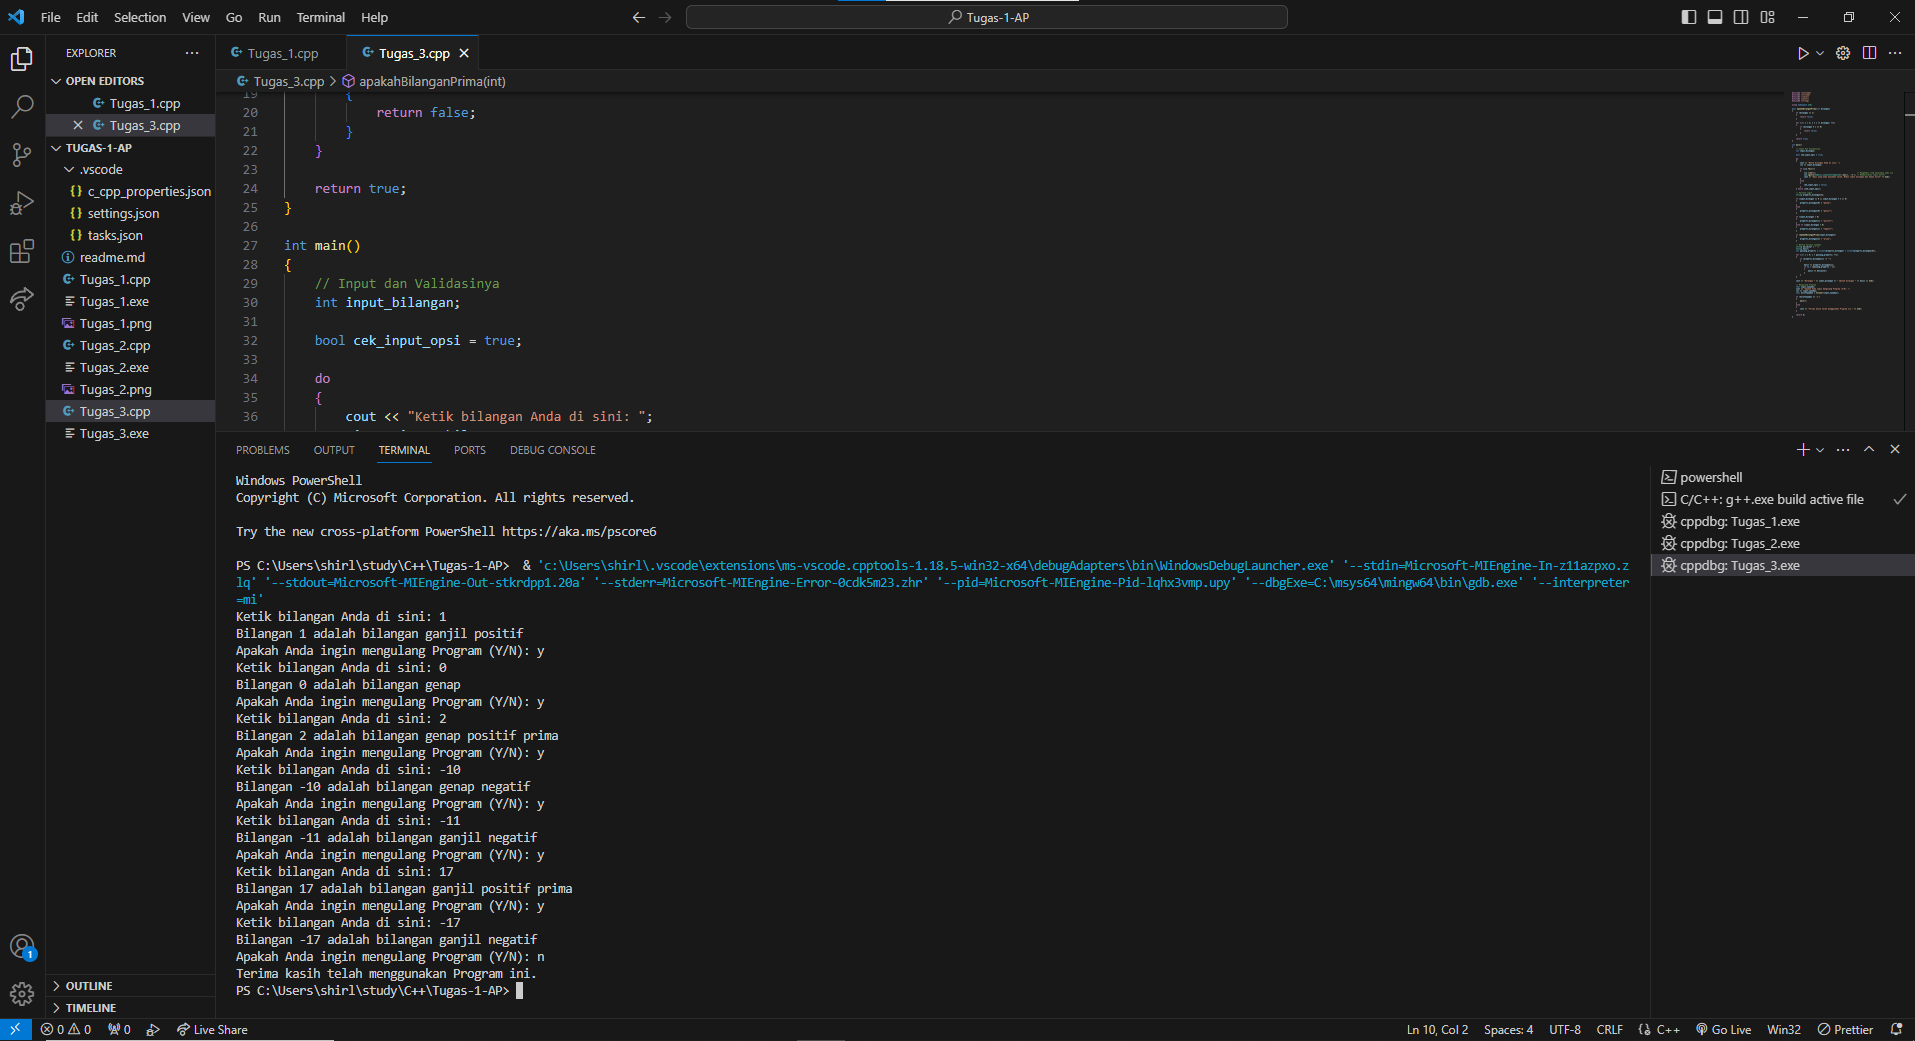 File Edit Selection View Go Run Terminal Help
Tugas-1-AP
EXPLORER
OPEN EDITORS
Tugas_1.cpp
Tugas_3.cpp
TUGAS-1-AP
.vscode
{} c_cpp_properties.json
{} settings.json
{} tasks.json
readme.md
Tugas_1.cpp
Tugas_1.exe
Tugas_1.png
Tugas_2.cpp
Tugas_2.exe
Tugas_2.png
Tugas_3.cpp
Tugas_3.exe
OUTLINE
TIMELINE
Tugas_1.cpp Tugas_3.cpp
Tugas_3.cpp > apakahBilanganPrima(int)
19 {
20 return false;
21 }
22 }
23
24 return true;
25 }
26
27 int main()
28 {
29 // Input dan Validasinya
30 int input_bilangan;
31
32 bool cek_input_opsi = true;
33
34 do
35 {
36 cout << "Ketik bilangan Anda di sini: ";
PROBLEMS OUTPUT TERMINAL PORTS DEBUG CONSOLE
Windows PowerShell
Copyright (C) Microsoft Corporation. All rights reserved.
Try the new cross-platform PowerShell https://aka.ms/pscore6
PS C:\Users\shirl\study\C++\Tugas-1-AP> & 'c:\Users\shirl\.vscode\extensions\ms-vscode.cpptools-1.18.5-win32-x64\debugAdapters\bin\WindowsDebugLauncher.exe' '--stdin=Microsoft-MIEngine-In-z11azpxo.z
lq' '--stdout=Microsoft-MIEngine-Out-stkrdpp1.20a' '--stderr=Microsoft-MIEngine-Error-0cdk5m23.zhr' '--pid=Microsoft-MIEngine-Pid-lqhx3vmp.upy' '--dbgExe=C:\msys64\mingw64\bin\gdb.exe' '--interpreter
=mi'
Ketik bilangan Anda di sini: 1
Bilangan 1 adalah bilangan ganjil positif
Apakah Anda ingin mengulang Program (Y/N): y
Ketik bilangan Anda di sini: 0
Bilangan 0 adalah bilangan genap
Apakah Anda ingin mengulang Program (Y/N): y
Ketik bilangan Anda di sini: 2
Bilangan 2 adalah bilangan genap positif prima
Apakah Anda ingin mengulang Program (Y/N): y
Ketik bilangan Anda di sini: -10
Bilangan -10 adalah bilangan genap negatif
Apakah Anda ingin mengulang Program (Y/N): y
Ketik bilangan Anda di sini: -11
Bilangan -11 adalah bilangan ganjil negatif
Apakah Anda ingin mengulang Program (Y/N): y
Ketik bilangan Anda di sini: 17
Bilangan 17 adalah bilangan ganjil positif prima
Apakah Anda ingin mengulang Program (Y/N): y
Ketik bilangan Anda di sini: -17
Bilangan -17 adalah bilangan ganjil negatif
Apakah Anda ingin mengulang Program (Y/N): n
Terima kasih telah menggunakan Program ini.
PS C:\Users\shirl\study\C++\Tugas-1-AP>
powershell
C/C++: g++.exe build active file
cppdbg: Tugas_1.exe
cppdbg: Tugas_2.exe
cppdbg: Tugas_3.exe
1
0 0 0 Live Share Ln 10, Col 2 Spaces: 4 UTF-8 CRLF {} C++ Go Live Win32 Prettier